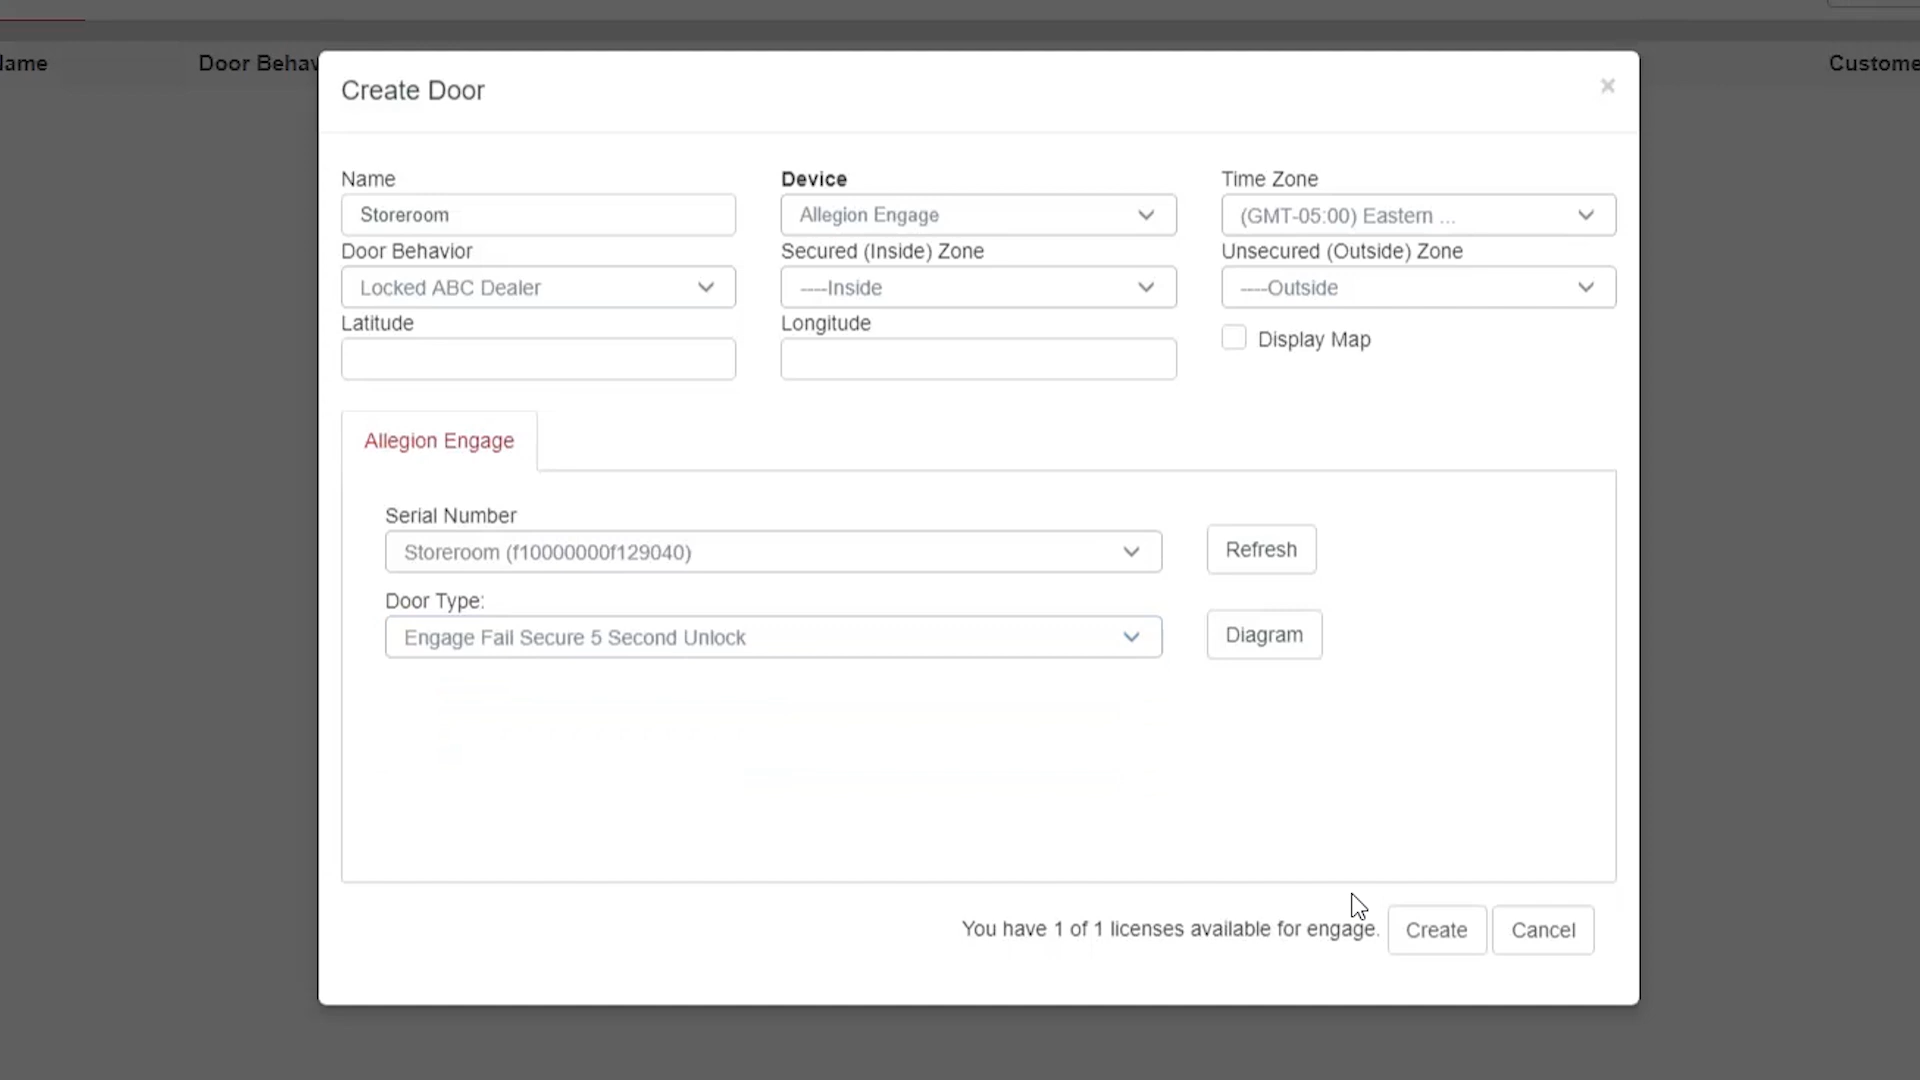 Door Behav
Custome
Create Door
×
Name
Device
Time Zone
Storeroom
Allegion Engage
(GMT-05:00) Eastern ...
Door Behavior
Secured (Inside) Zone
Unsecured (Outside) Zone
Locked ABC Dealer
----Inside
----Outside
Latitude
Longitude
Display Map
Allegion Engage
Serial Number
Storeroom (f10000000f129040)
Refresh
Door Type:
Engage Fail Secure 5 Second Unlock
Diagram
You have 1 of 1 licenses available for engage.
Create
Cancel